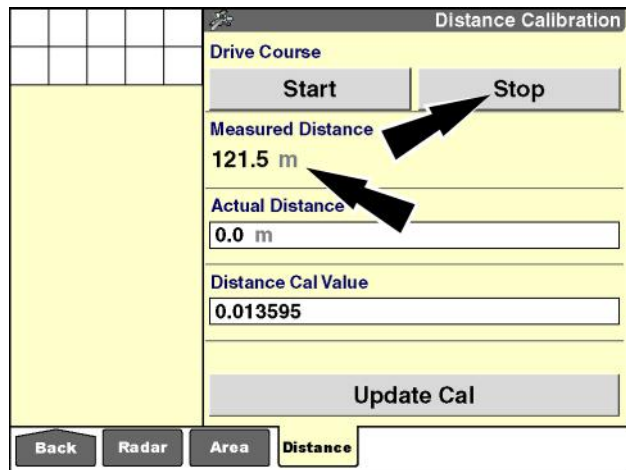 Distance Calibration
Drive Course
Start Stop
Measured Distance
121.5 m
Actual Distance
0.0 m
Distance Cal Value
0.013595
Update Cal
Back Radar Area Distance